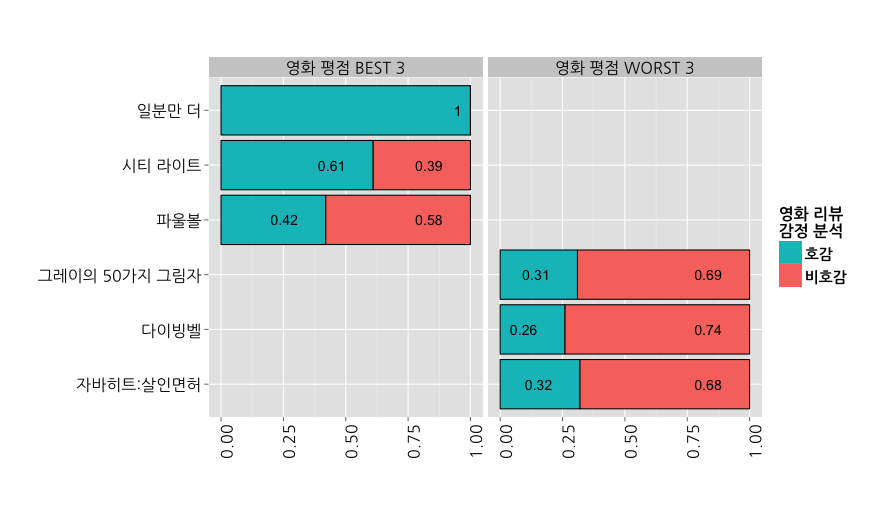 영화 평점 BEST 3
영화 평점 WORST 3
일분만 더
1
시티 라이트
0.61
0.39
파울볼
0.42
0.58
영화 리뷰
감정 분석
호감
비호감
그레이의 50가지 그림자
0.31
0.69
다이빙벨
0.26
0.74
자바히트:살인면허
0.32
0.68
0.00
0.25
0.50
0.75
1.00
0.00
0.25
0.50
0.75
1.00